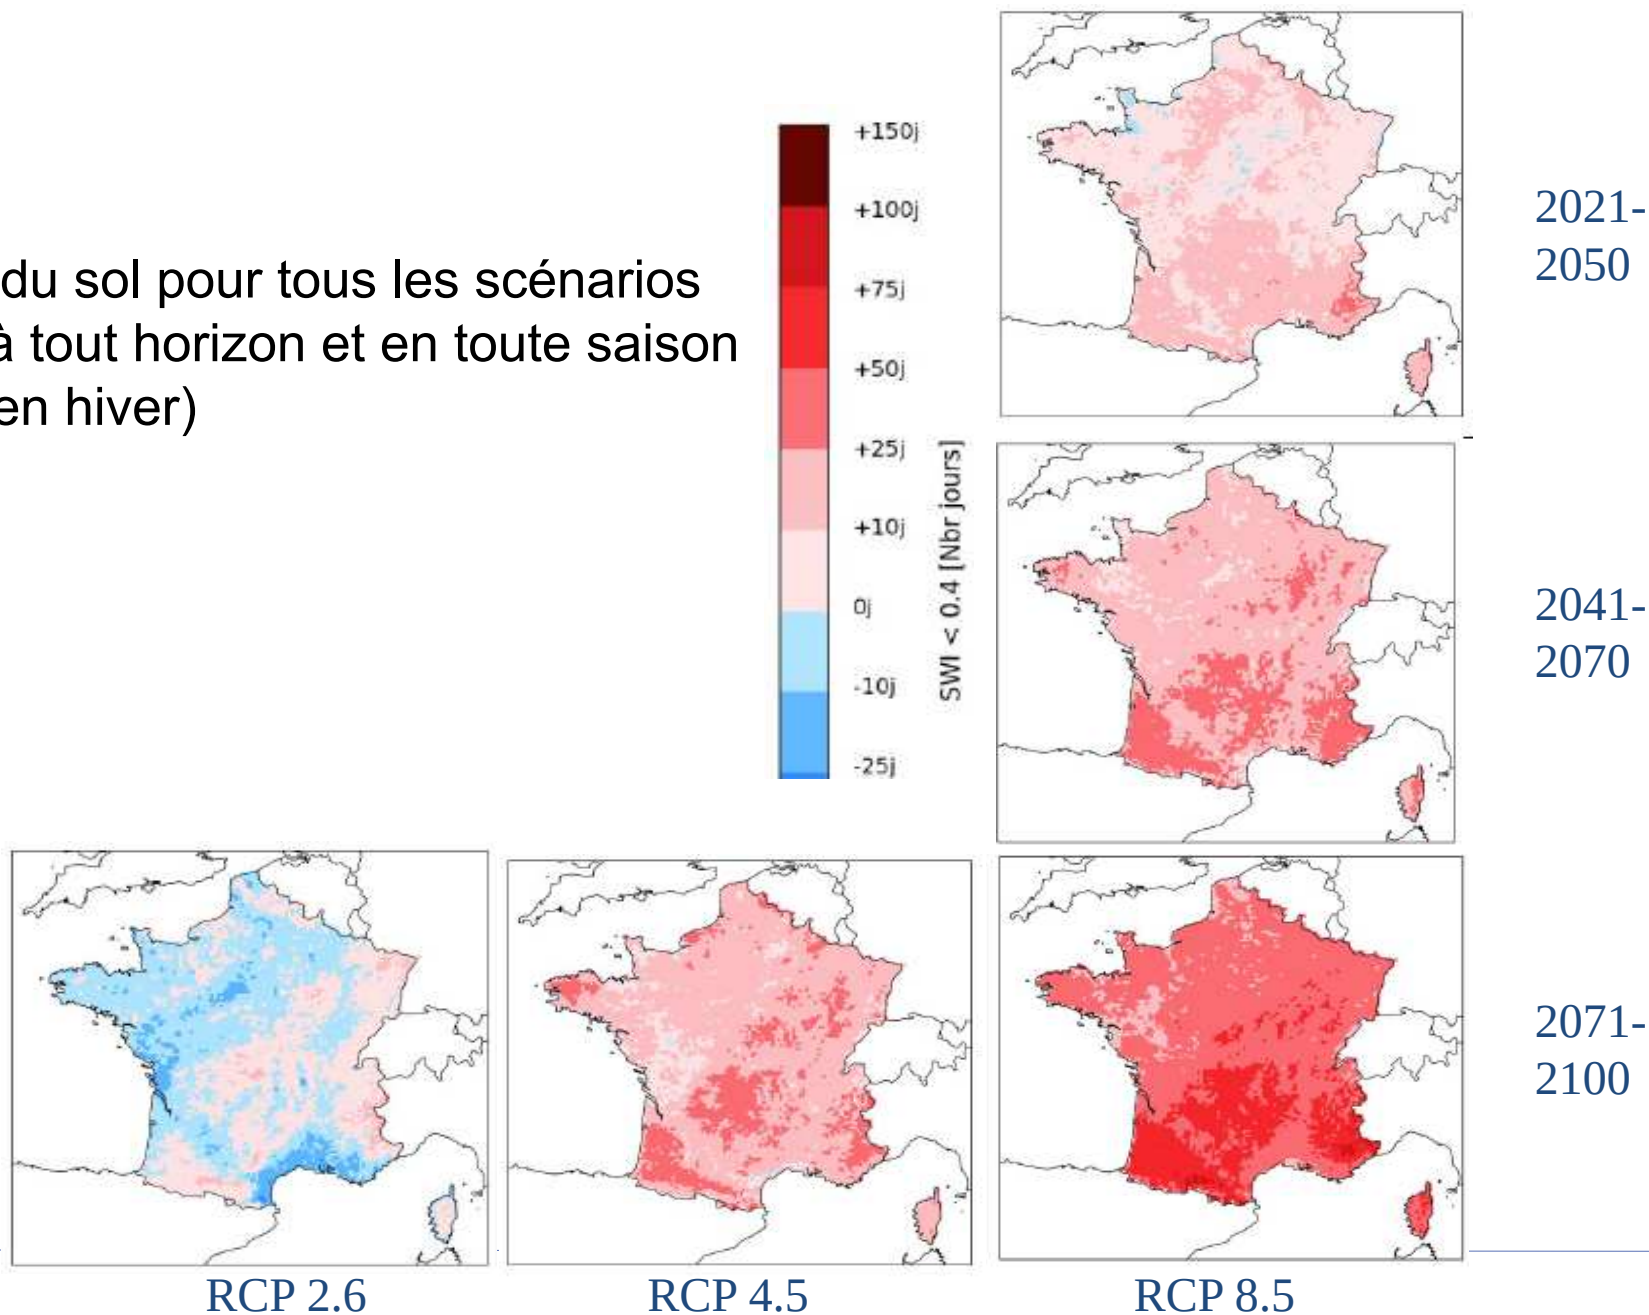 du sol pour tous les scénarios
à tout horizon et en toute saison
en hiver)
+150j
+100j
+75j
+50j
+25j
+10j
0j
-10j
-25j
SWI < 0.4 [Nbr jours]
2021-
2050
2041-
2070
2071-
2100
RCP 2.6
RCP 4.5
RCP 8.5